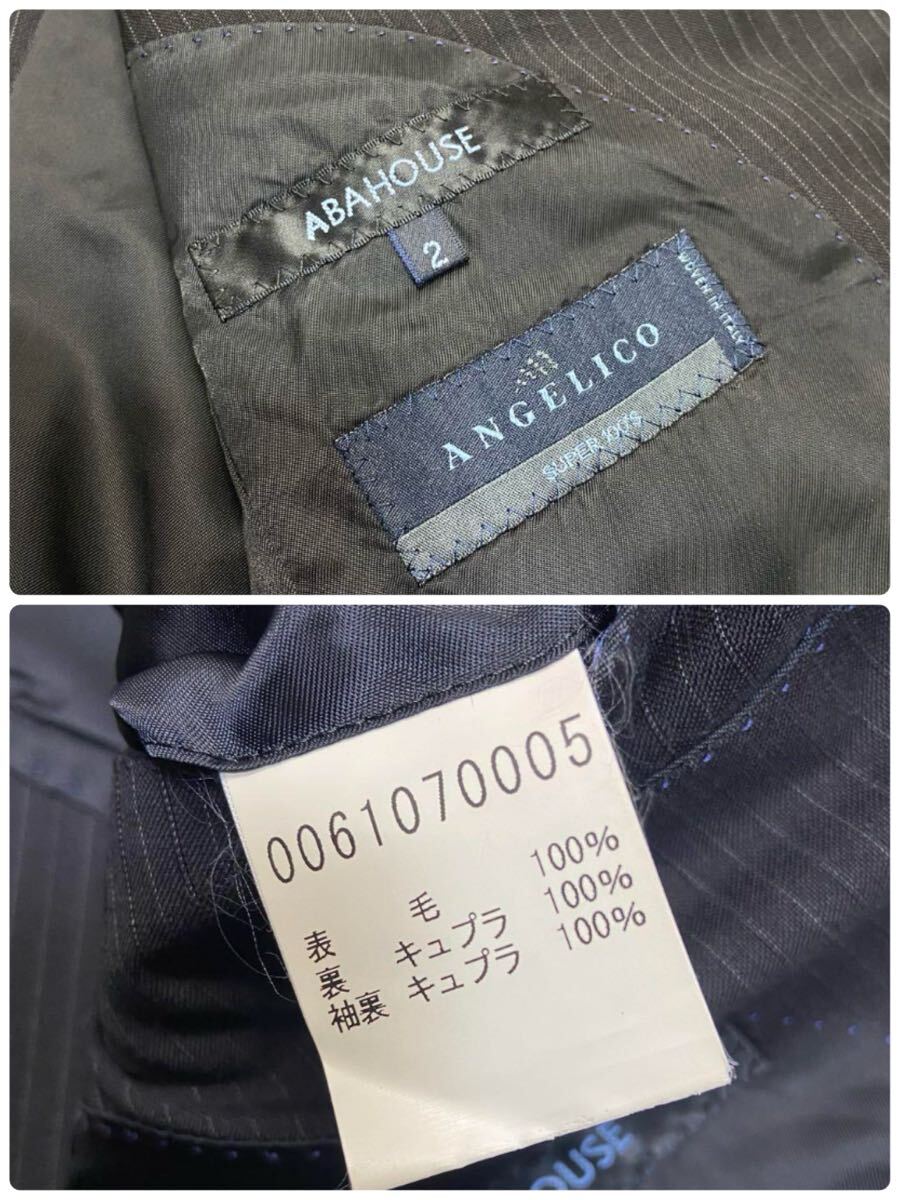 ABAHOUSE
2
WOVEN IN ITALY
ANGELICO
SUPER 100'S
0061070005
表 毛 100%
裏 キュプラ 100%
袖裏 キュプラ 100%
OUSE